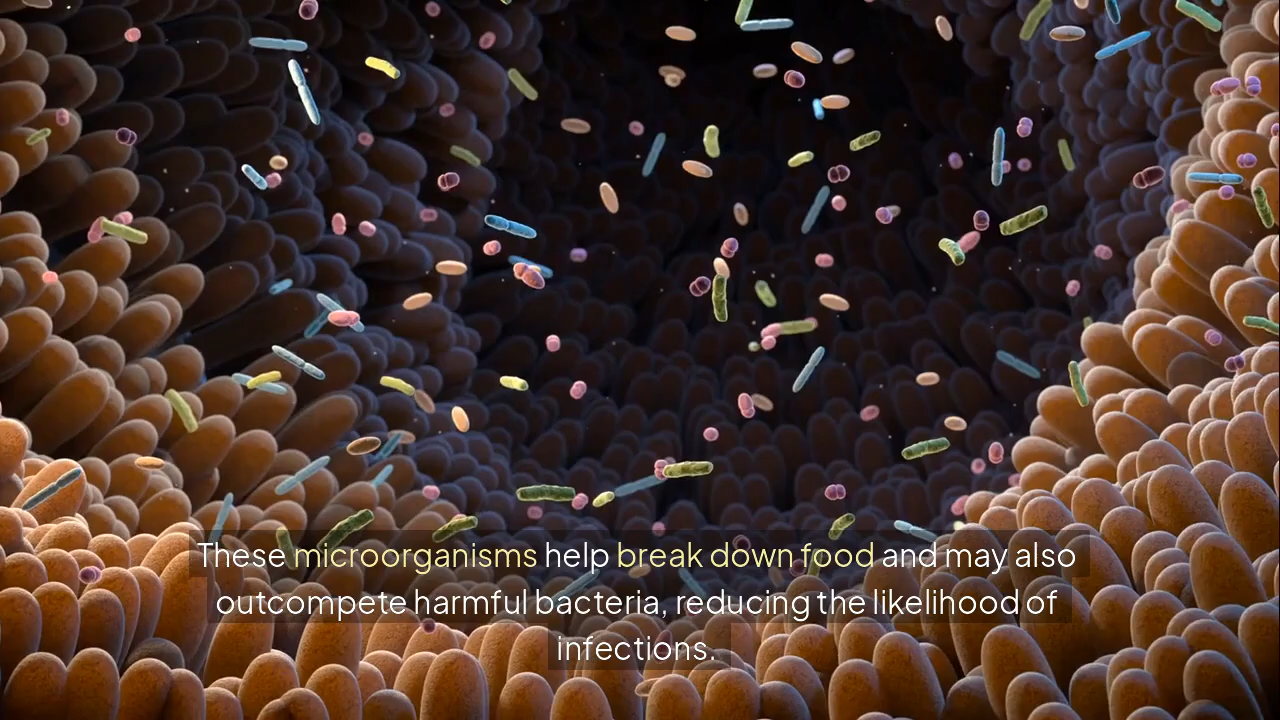 These microorganisms help break down food and may also
outcompete harmful bacteria, reducing the likelihood of
infections.